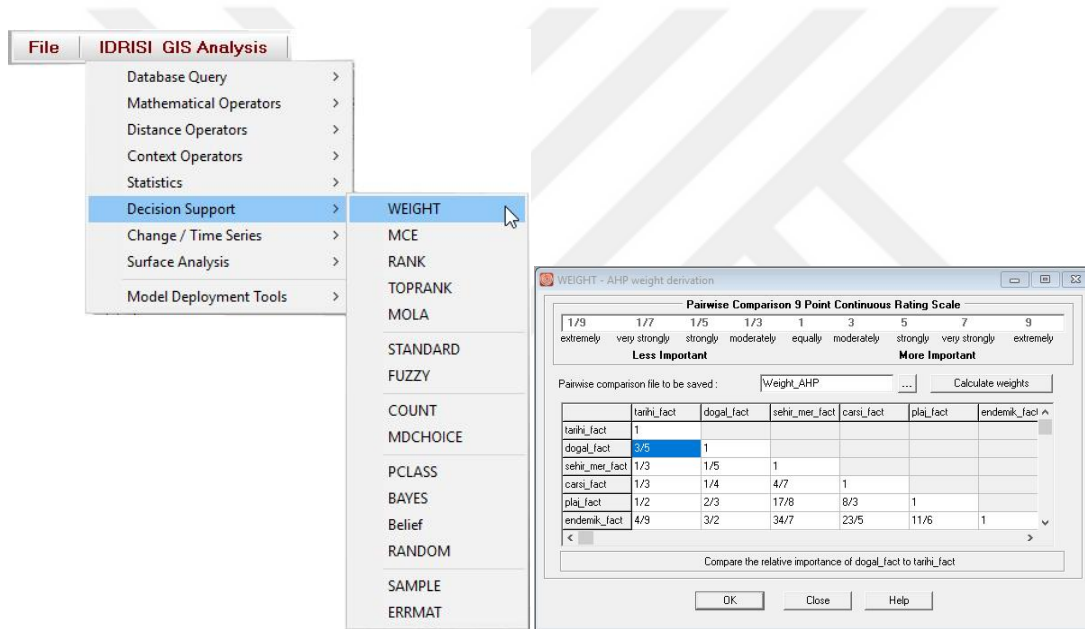 File IDRISI GIS Analysis
Database Query
Mathematical Operators
Distance Operators
Context Operators
Statistics
Decision Support
Change / Time Series
Surface Analysis
Model Deployment Tools
WEIGHT
MCE
RANK
TOPRANK
MOLA
STANDARD
FUZZY
COUNT
MDCHOICE
PCLASS
BAYES
Belief
RANDOM
SAMPLE
ERRMAT
WEIGHT - AHP weight derivation
Pairwise Comparison 9 Point Continuous Rating Scale
1/9 1/7 1/5 1/3 1 3 5 7 9
extremely very strongly strongly moderately equally moderately strongly very strongly extremely
Less Important More Important
Pairwise comparison file to be saved : Weight_AHP ... Calculate weights
tarihi_fact dogal_fact sehir_mer_fact carsi_fact plaj_fact endemik_fact
tarihi_fact 1
dogal_fact 3/5 1
sehir_mer_fact 1/3 1/5 1
carsi_fact 1/3 1/4 4/7 1
plaj_fact 1/2 2/3 17/8 8/3 1
endemik_fact 4/9 3/2 34/7 23/5 11/6 1
Compare the relative importance of dogal_fact to tarihi_fact
OK Close Help